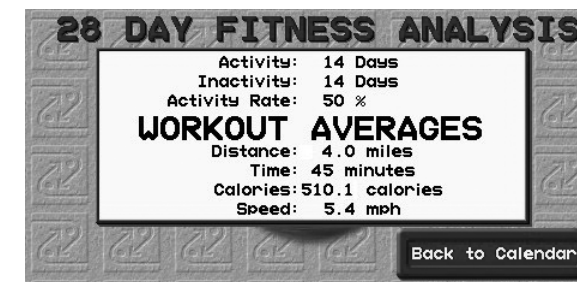 28 DAY FITNESS ANALYSIS
Activity: 14 Days
Inactivity: 14 Days
Activity Rate: 50 %
WORKOUT AVERAGES
Distance: 4.0 miles
Time: 45 minutes
Calories: 510.1 calories
Speed: 5.4 mph
Back to Calendar